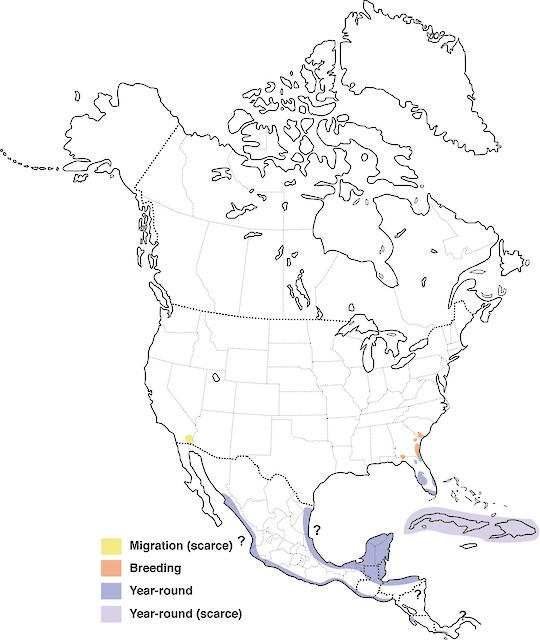 ?
?
?
?
Migration (scarce)
Breeding
Year-round
Year-round (scarce)